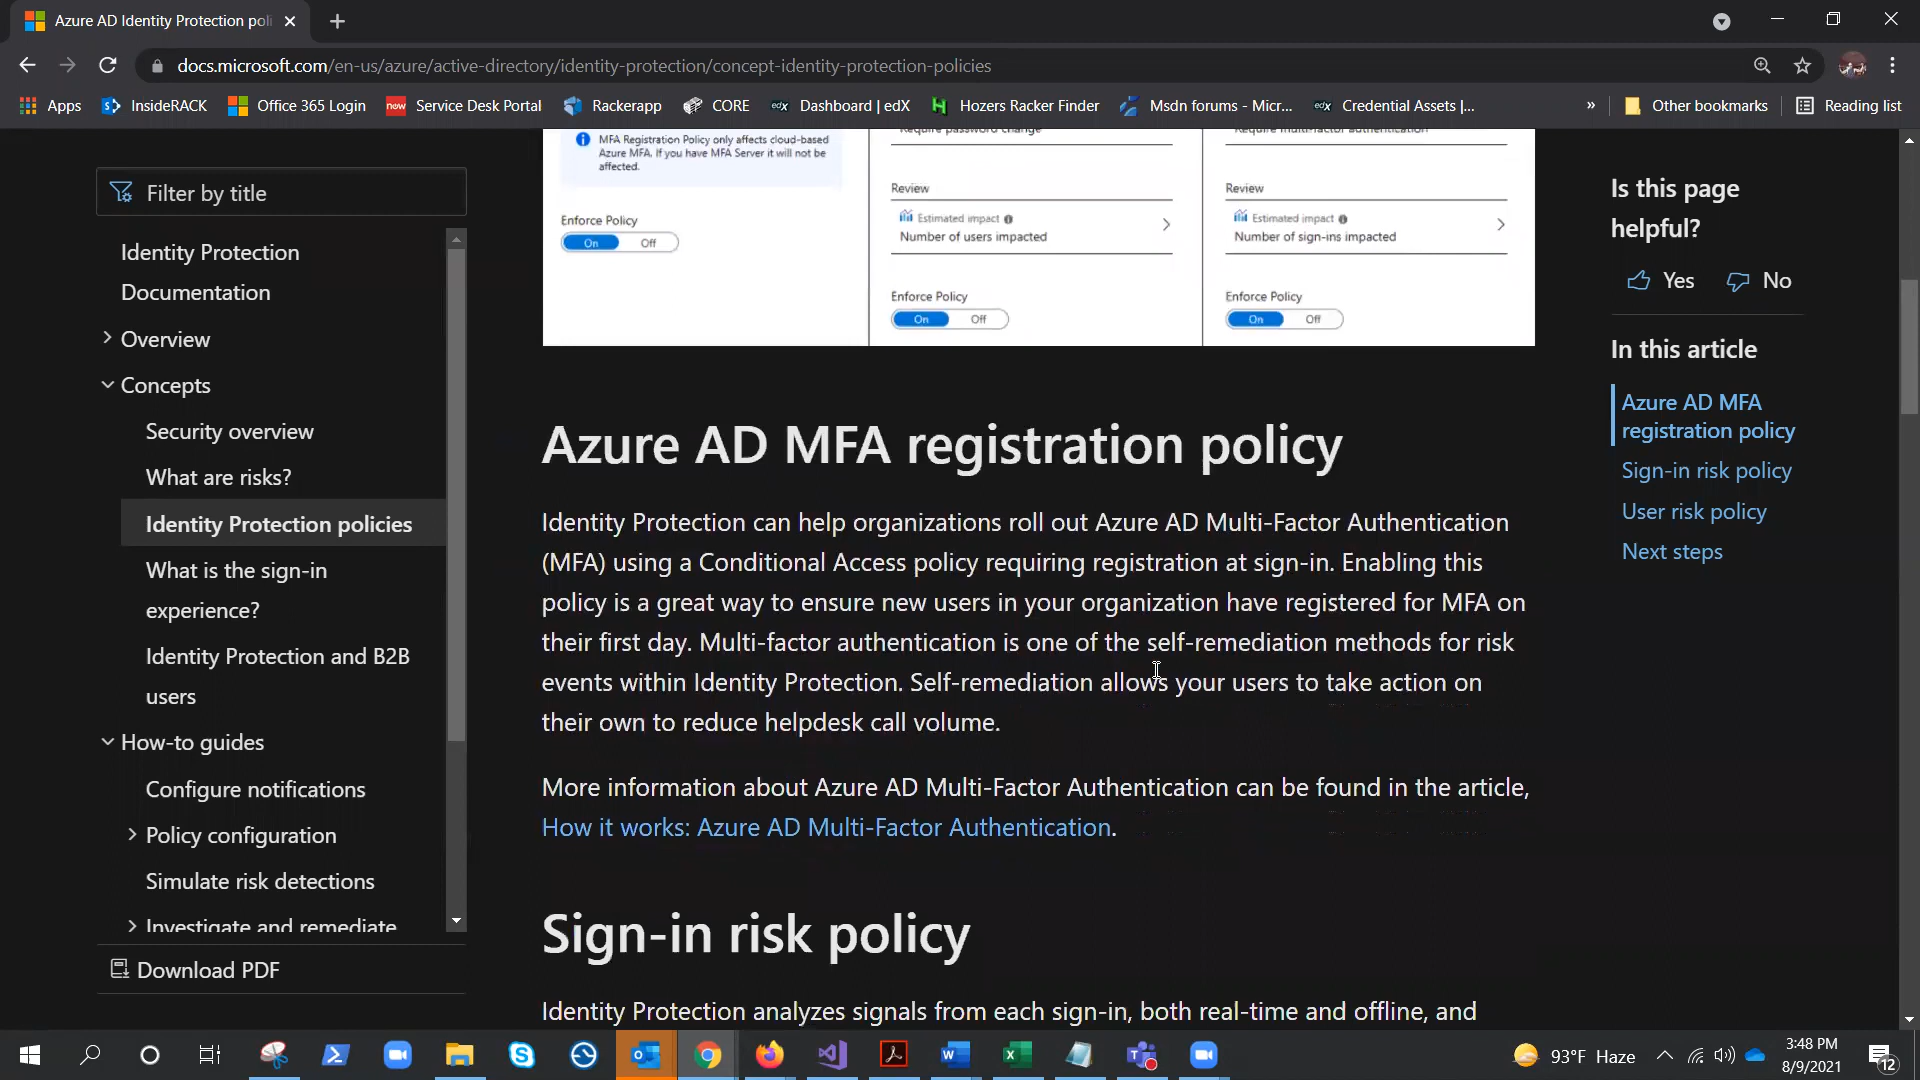 Azure AD Identity Protection poli
docs.microsoft.com/en-us/azure/active-directory/identity-protection/concept-identity-protection-policies
Apps
InsideRACK
Office 365 Login
new
Service Desk Portal
Rackerapp
CORE
edX
Dashboard | edX
Hozers Racker Finder
Msdn forums - Micr...
edX
Credential Assets |...
»
Other bookmarks
Reading list
Filter by title
Identity Protection
Documentation
Overview
Concepts
Security overview
What are risks?
Identity Protection policies
What is the sign-in
experience?
Identity Protection and B2B
users
How-to guides
Configure notifications
Policy configuration
Simulate risk detections
Investigate and remediate
Download PDF
MFA Registration Policy only affects cloud-based
Azure MFA. If you have MFA Server it will not be
affected.
Enforce Policy
On Off
Require password change
Review
Estimated impact
Number of users impacted
Enforce Policy
On Off
Require multi-factor authentication
Review
Estimated impact
Number of sign-ins impacted
Enforce Policy
On Off
Azure AD MFA registration policy
Identity Protection can help organizations roll out Azure AD Multi-Factor Authentication
(MFA) using a Conditional Access policy requiring registration at sign-in. Enabling this
policy is a great way to ensure new users in your organization have registered for MFA on
their first day. Multi-factor authentication is one of the self-remediation methods for risk
events within Identity Protection. Self-remediation allows your users to take action on
their own to reduce helpdesk call volume.
More information about Azure AD Multi-Factor Authentication can be found in the article,
How it works: Azure AD Multi-Factor Authentication.
Sign-in risk policy
Identity Protection analyzes signals from each sign-in, both real-time and offline, and
Is this page
helpful?
Yes
No
In this article
Azure AD MFA
registration policy
Sign-in risk policy
User risk policy
Next steps
93°F Haze
3:48 PM
8/9/2021
12